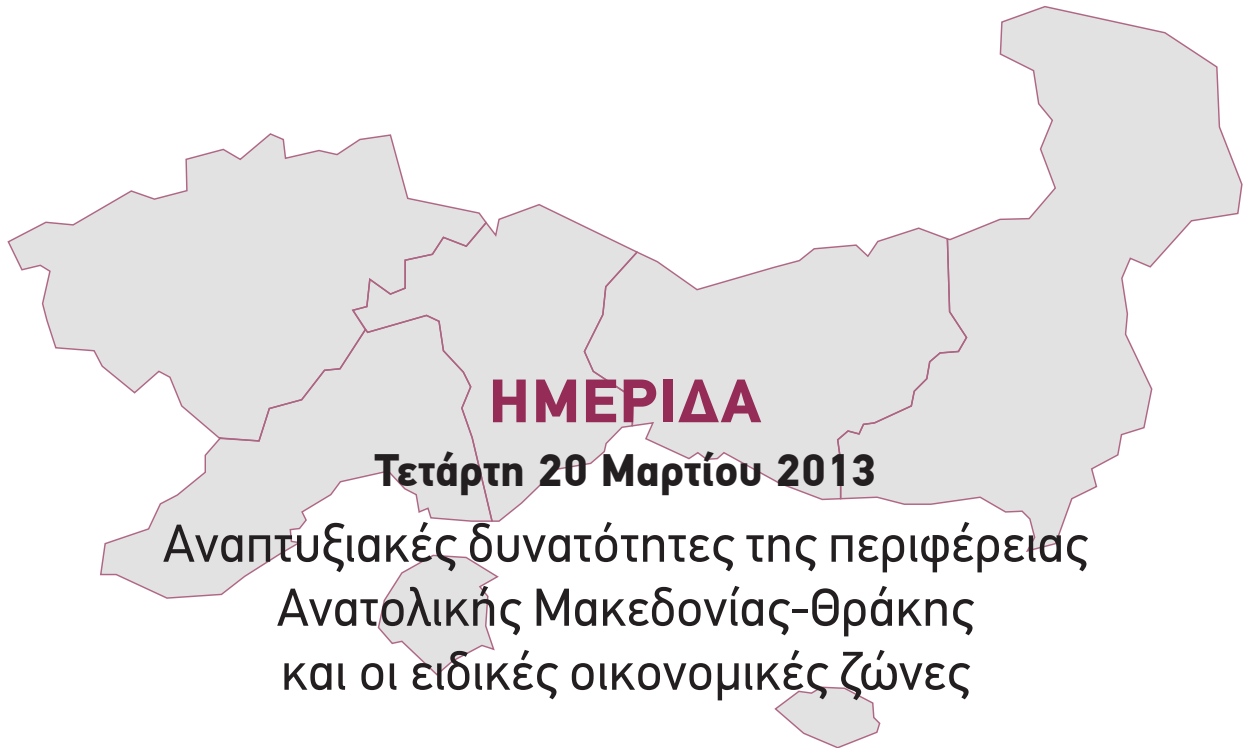 ΗΜΕΡΙΔΑ
Τετάρτη 20 Μαρτίου 2013
Αναπτυξιακές δυνατότητες της περιφέρειας
Ανατολικής Μακεδονίας-Θράκης
και οι ειδικές οικονομικές ζώνες